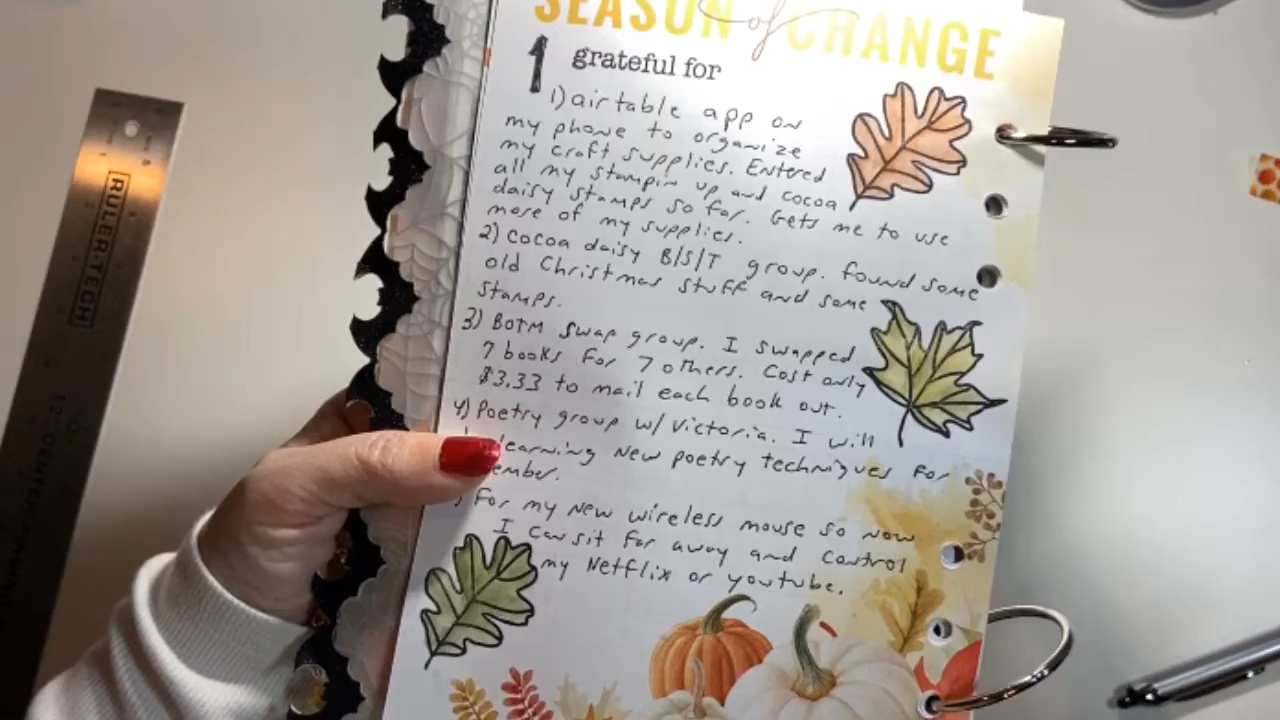 SEASON of CHANGE
1 grateful for
1) airtable app on
my phone to organize
my craft supplies. Entered
all my stampin up and cocoa
daisy stamps so far. Gets me to use
more of my supplies.
2) Cocoa daisy B/S/T group. found some
old Christmas stuff and some
stamps.
3) BOTM swap group. I swapped
7 books for 7 others. Cost only
$3.33 to mail each book out.
4) Poetry group w/ Victoria. I will
learning new poetry techniques for
ember.
For my new wireless mouse so now
I can sit far away and control
my Netflix or youtube.
RULER-TECH
12